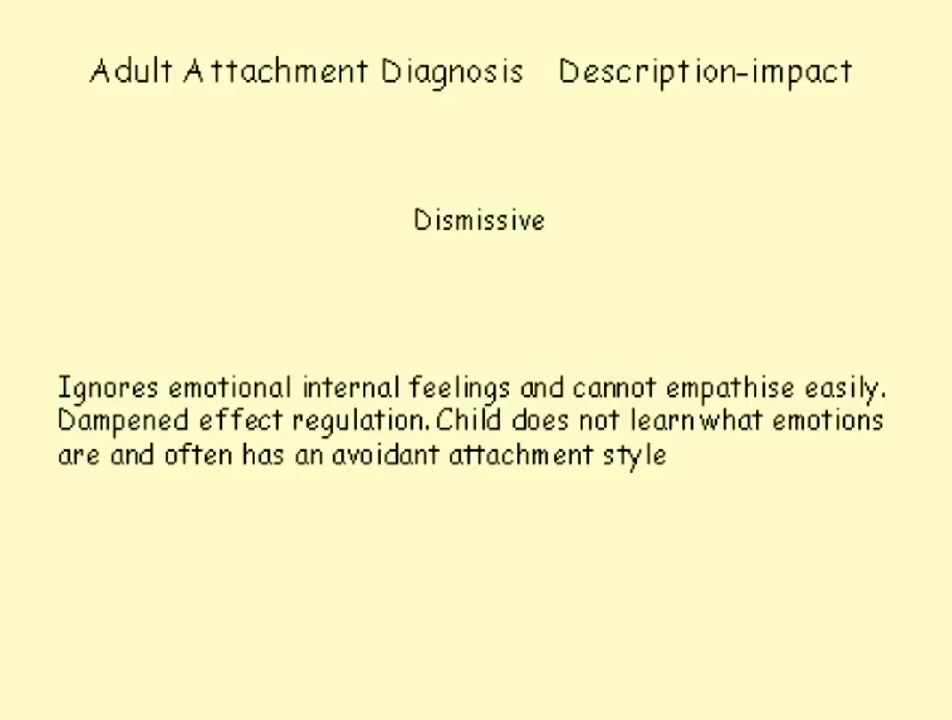 Adult Attachment Diagnosis Description-impact
Dismissive
Ignores emotional internal feelings and cannot empathise easily.
Dampened effect regulation. Child does not learn what emotions
are and often has an avoidant attachment style